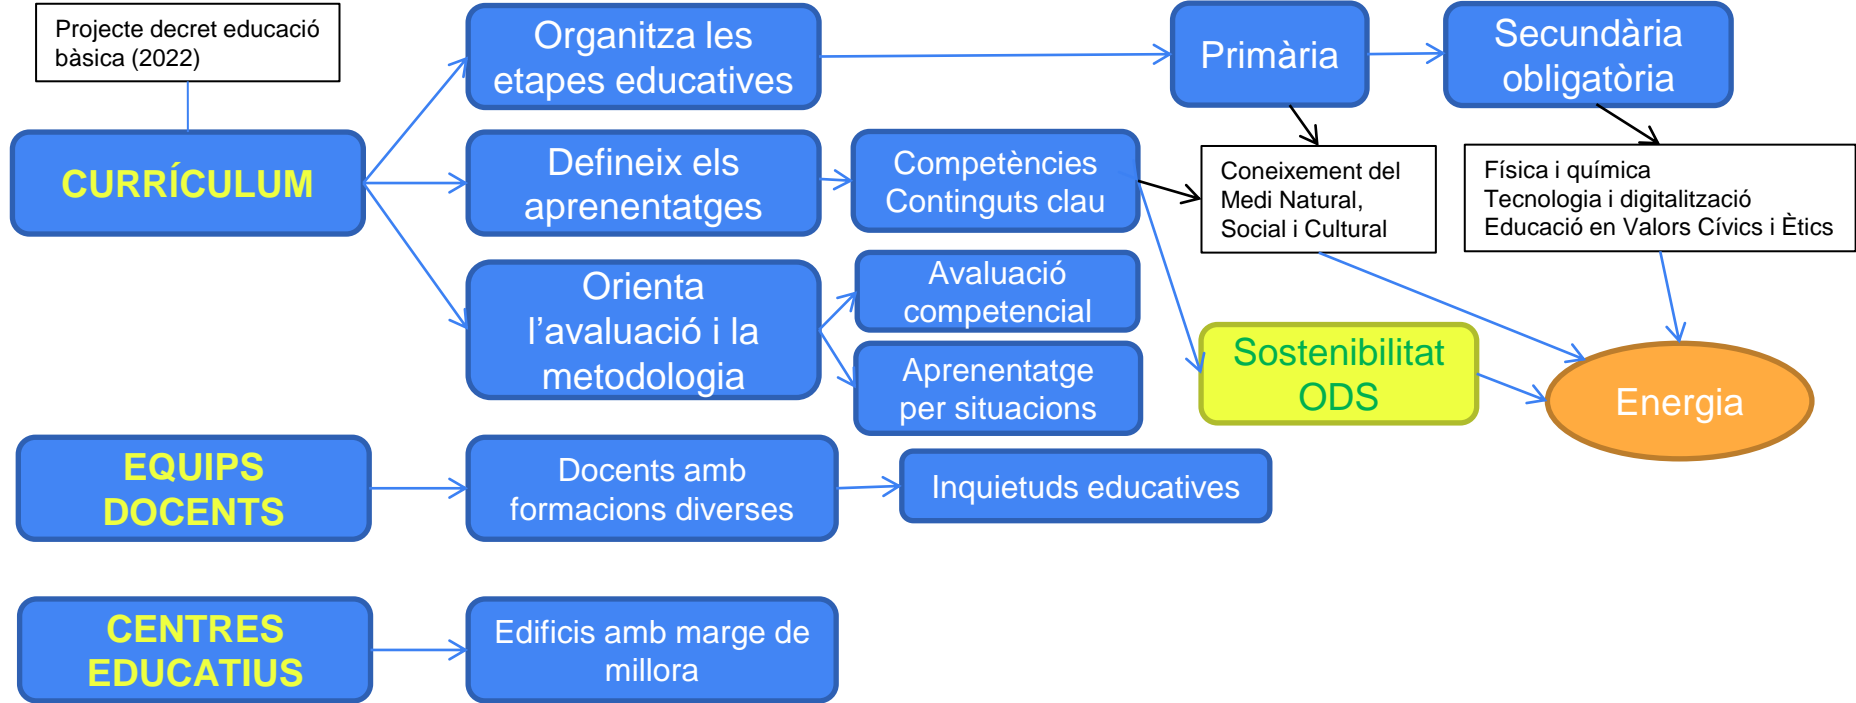 Projecte decret educació
bàsica (2022)
CURRÍCULUM
Organitza les
etapes educatives
Primària
Secundària
obligatòria
Defineix els
aprenentatges
Competències
Continguts clau
Coneixement del
Medi Natural,
Social i Cultural
Física i química
Tecnologia i digitalització
Educació en Valors Cívics i Ètics
Orienta
l’avaluació i la
metodologia
Avaluació
competencial
Aprenentatge
per situacions
Sostenibilitat
ODS
Energia
EQUIPS
DOCENTS
Docents amb
formacions diverses
Inquietuds educatives
CENTRES
EDUCATIUS
Edificis amb marge de
millora